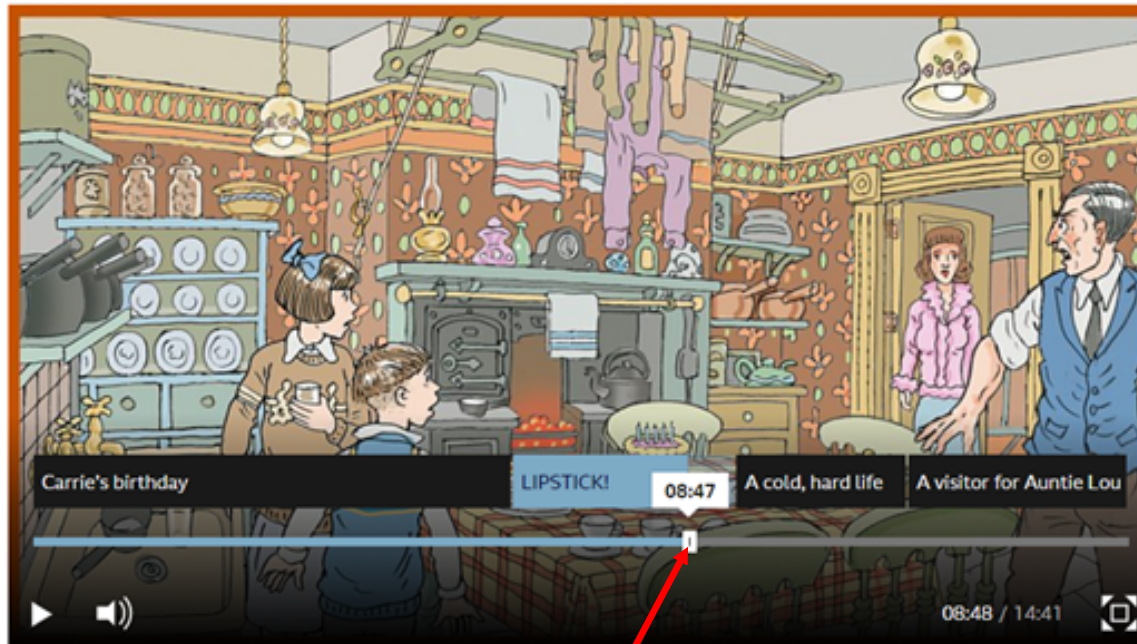 Carrie's birthday
LIPSTICK!
08:47
A cold, hard life
A visitor for Auntie Lou
08:48 / 14:41